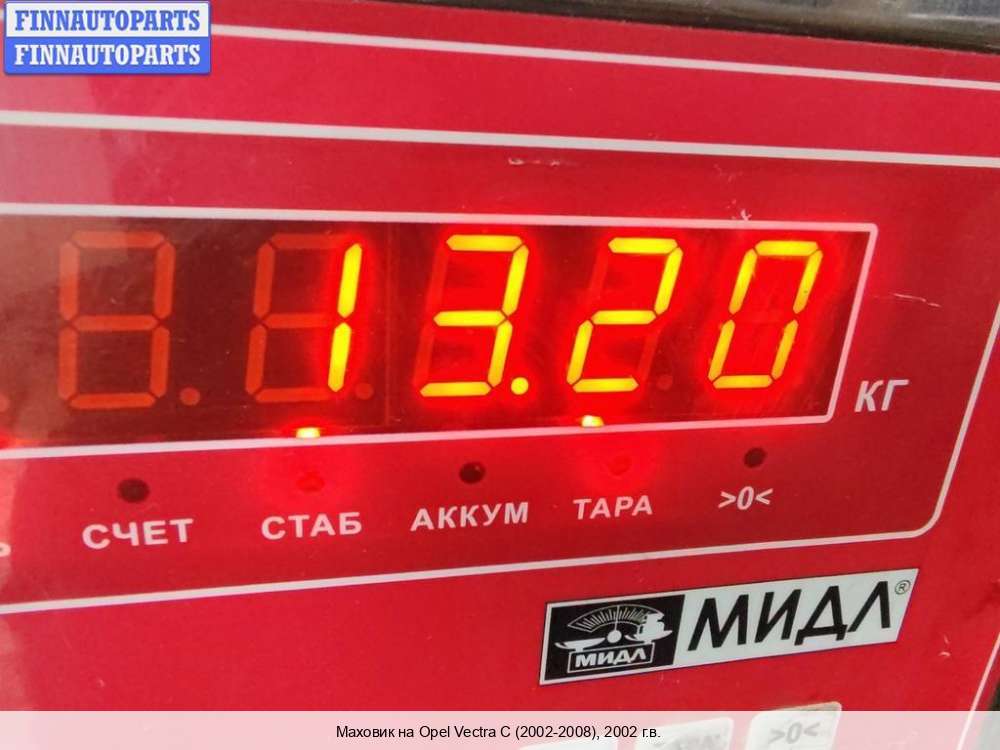 FINNAUTOPARTS
FINNAUTOPARTS
13.20
КГ
СЧЕТ СТАБ АККУМ ТАРА >0<
МИДЛ МИДЛ®
>0<
Маховик на Opel Vectra C (2002-2008), 2002 г.в.